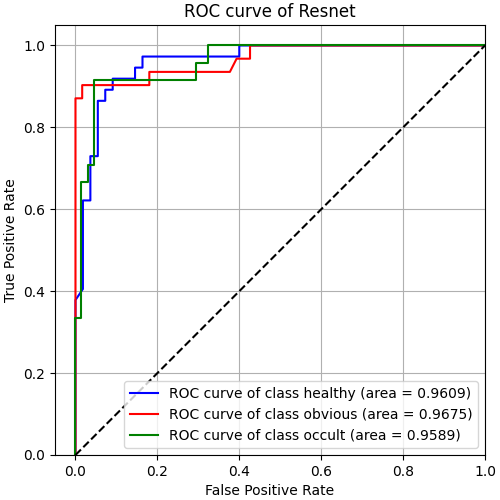 ROC curve of Resnet
1.0
0.8
0.6
0.4
0.2
0.0
True Positive Rate
ROC curve of class healthy (area = 0.9609)
ROC curve of class obvious (area = 0.9675)
ROC curve of class occult (area = 0.9589)
0.0 0.2 0.4 0.6 0.8 1.0
False Positive Rate